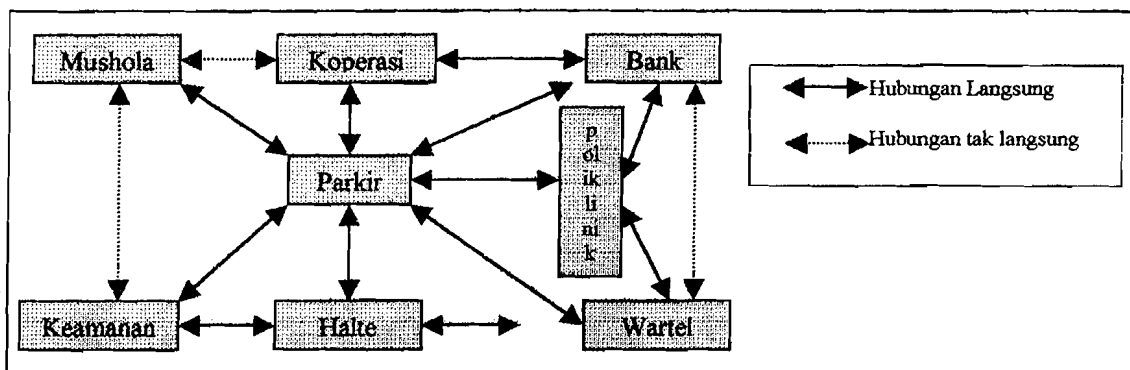 Mushola
Koperasi
Bank
Hubungan Langsung
Hubungan tak langsung
p
ol
ik
li
ni
k
Parkir
Keamanan
Halte
Wartel